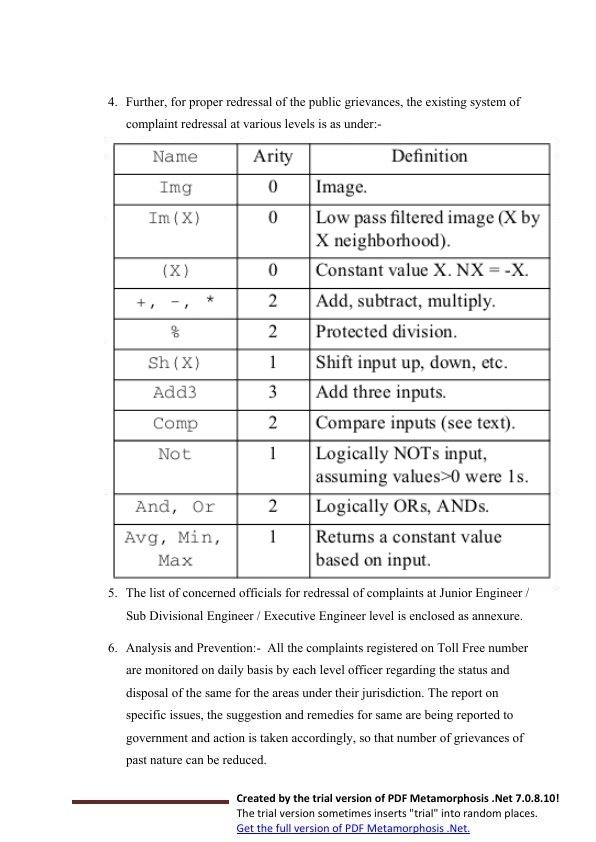 4. Further, for proper redressal of the public grievances, the existing system of
complaint redressal at various levels is as under:-
Name Arity Definition
Img 0 Image.
Im(X) 0 Low pass filtered image (X by
X neighborhood).
(X) 0 Constant value X. NX = -X.
+, -, * 2 Add, subtract, multiply.
% 2 Protected division.
Sh(X) 1 Shift input up, down, etc.
Add3 3 Add three inputs.
Comp 2 Compare inputs (see text).
Not 1 Logically NOTs input,
assuming values>0 were 1s.
And, Or 2 Logically ORs, ANDs.
Avg, Min, 1 Returns a constant value
Max based on input.
5. The list of concerned officials for redressal of complaints at Junior Engineer /
Sub Divisional Engineer / Executive Engineer level is enclosed as annexure.
6. Analysis and Prevention:- All the complaints registered on Toll Free number
are monitored on daily basis by each level officer regarding the status and
disposal of the same for the areas under their jurisdiction. The report on
specific issues, the suggestion and remedies for same are being reported to
government and action is taken accordingly, so that number of grievances of
past nature can be reduced.
Created by the trial version of PDF Metamorphosis .Net 7.0.8.10!
The trial version sometimes inserts "trial" into random places.
Get the full version of PDF Metamorphosis .Net.